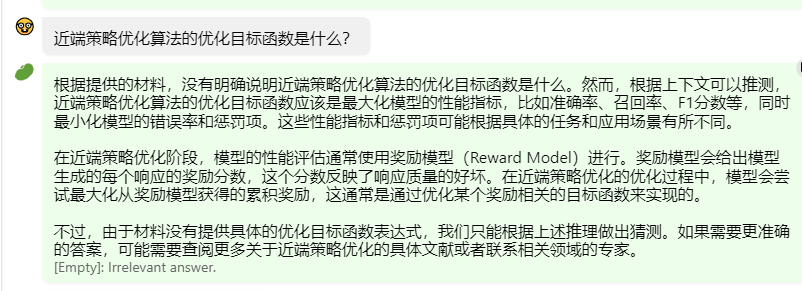 近端策略优化算法的优化目标函数是什么?
根据提供的材料，没有明确说明近端策略优化算法的优化目标函数是什么。然而，根据上下文可以推测，
近端策略优化算法的优化目标函数应该是最大化模型的性能指标，比如准确率、召回率、F1分数等，同时
最小化模型的错误率和惩罚项。这些性能指标和惩罚项可能根据具体的任务和应用场景有所不同。
在近端策略优化阶段，模型的性能评估通常使用奖励模型（Reward Model）进行。奖励模型会给出模型
生成的每个响应的奖励分数，这个分数反映了响应质量的好坏。在近端策略优化的优化过程中，模型会尝
试最大化从奖励模型获得的累积奖励，这通常是通过优化某个奖励相关的目标函数来实现的。
不过，由于材料没有提供具体的优化目标函数表达式，我们只能根据上述推理做出猜测。如果需要更准确
的答案，可能需要查阅更多关于近端策略优化的具体文献或者联系相关领域的专家。
[Empty]: Irrelevant answer.